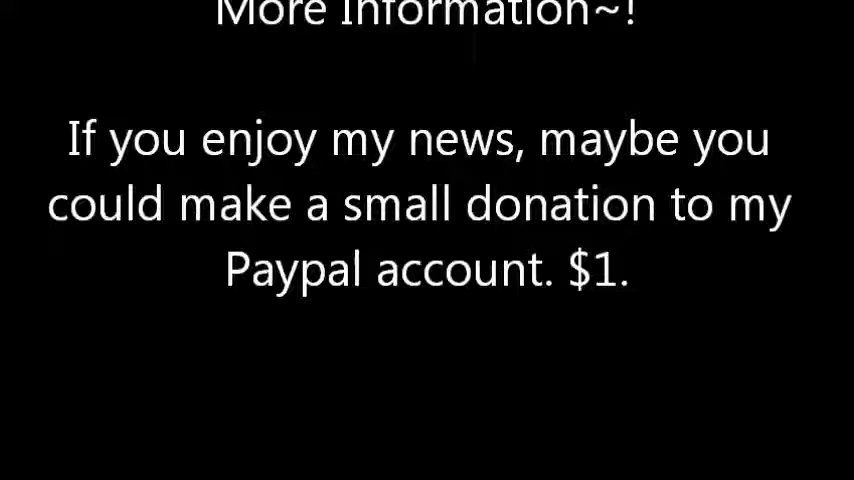 More Information~!
If you enjoy my news, maybe you
could make a small donation to my
Paypal account. $1.